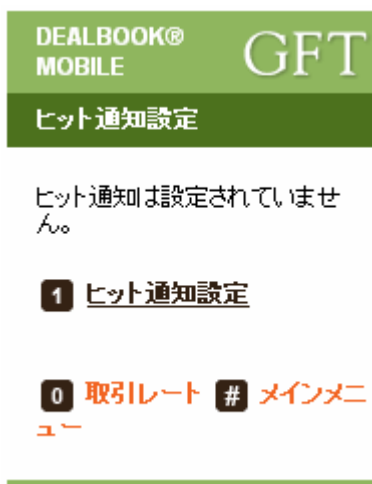 DEALBOOK® GFT
MOBILE
ヒット通知設定
ヒット通知は設定されていませ
ん。
1 ヒット通知設定
0 取引レート # メインメニ
ュー